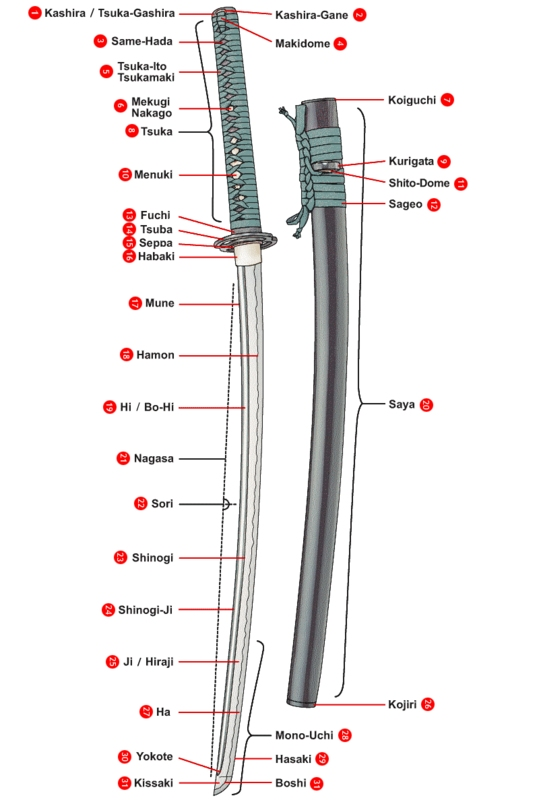 1 Kashira / Tsuka-Gashira
Kashira-Gane 2
3 Same-Hada
Makidome 4
5 Tsuka-Ito
Tsukamaki
6 Mekugi
Nakago
Koiguchi 7
8 Tsuka
Kurigata 9
10 Menuki
Shito-Dome 11
Sageo 12
13 Fuchi
14 Tsuba
15 Seppa
16 Habaki
17 Mune
18 Hamon
19 Hi / Bo-Hi
Saya 20
21 Nagasa
22 Sori
23 Shinogi
24 Shinogi-Ji
25 Ji / Hiraji
Kojiri 26
27 Ha
Mono-Uchi 28
30 Yokote
Hasaki 29
31 Kissaki
Boshi 31